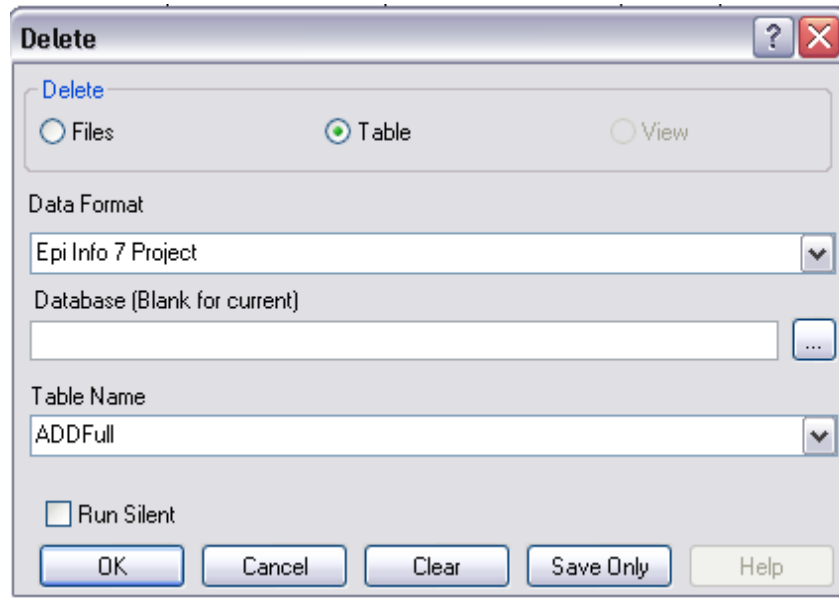 Delete
?
Delete
Files Table View
Data Format
Epi Info 7 Project
Database (Blank for current)
...
Table Name
ADDFull
Run Silent
OK Cancel Clear Save Only Help